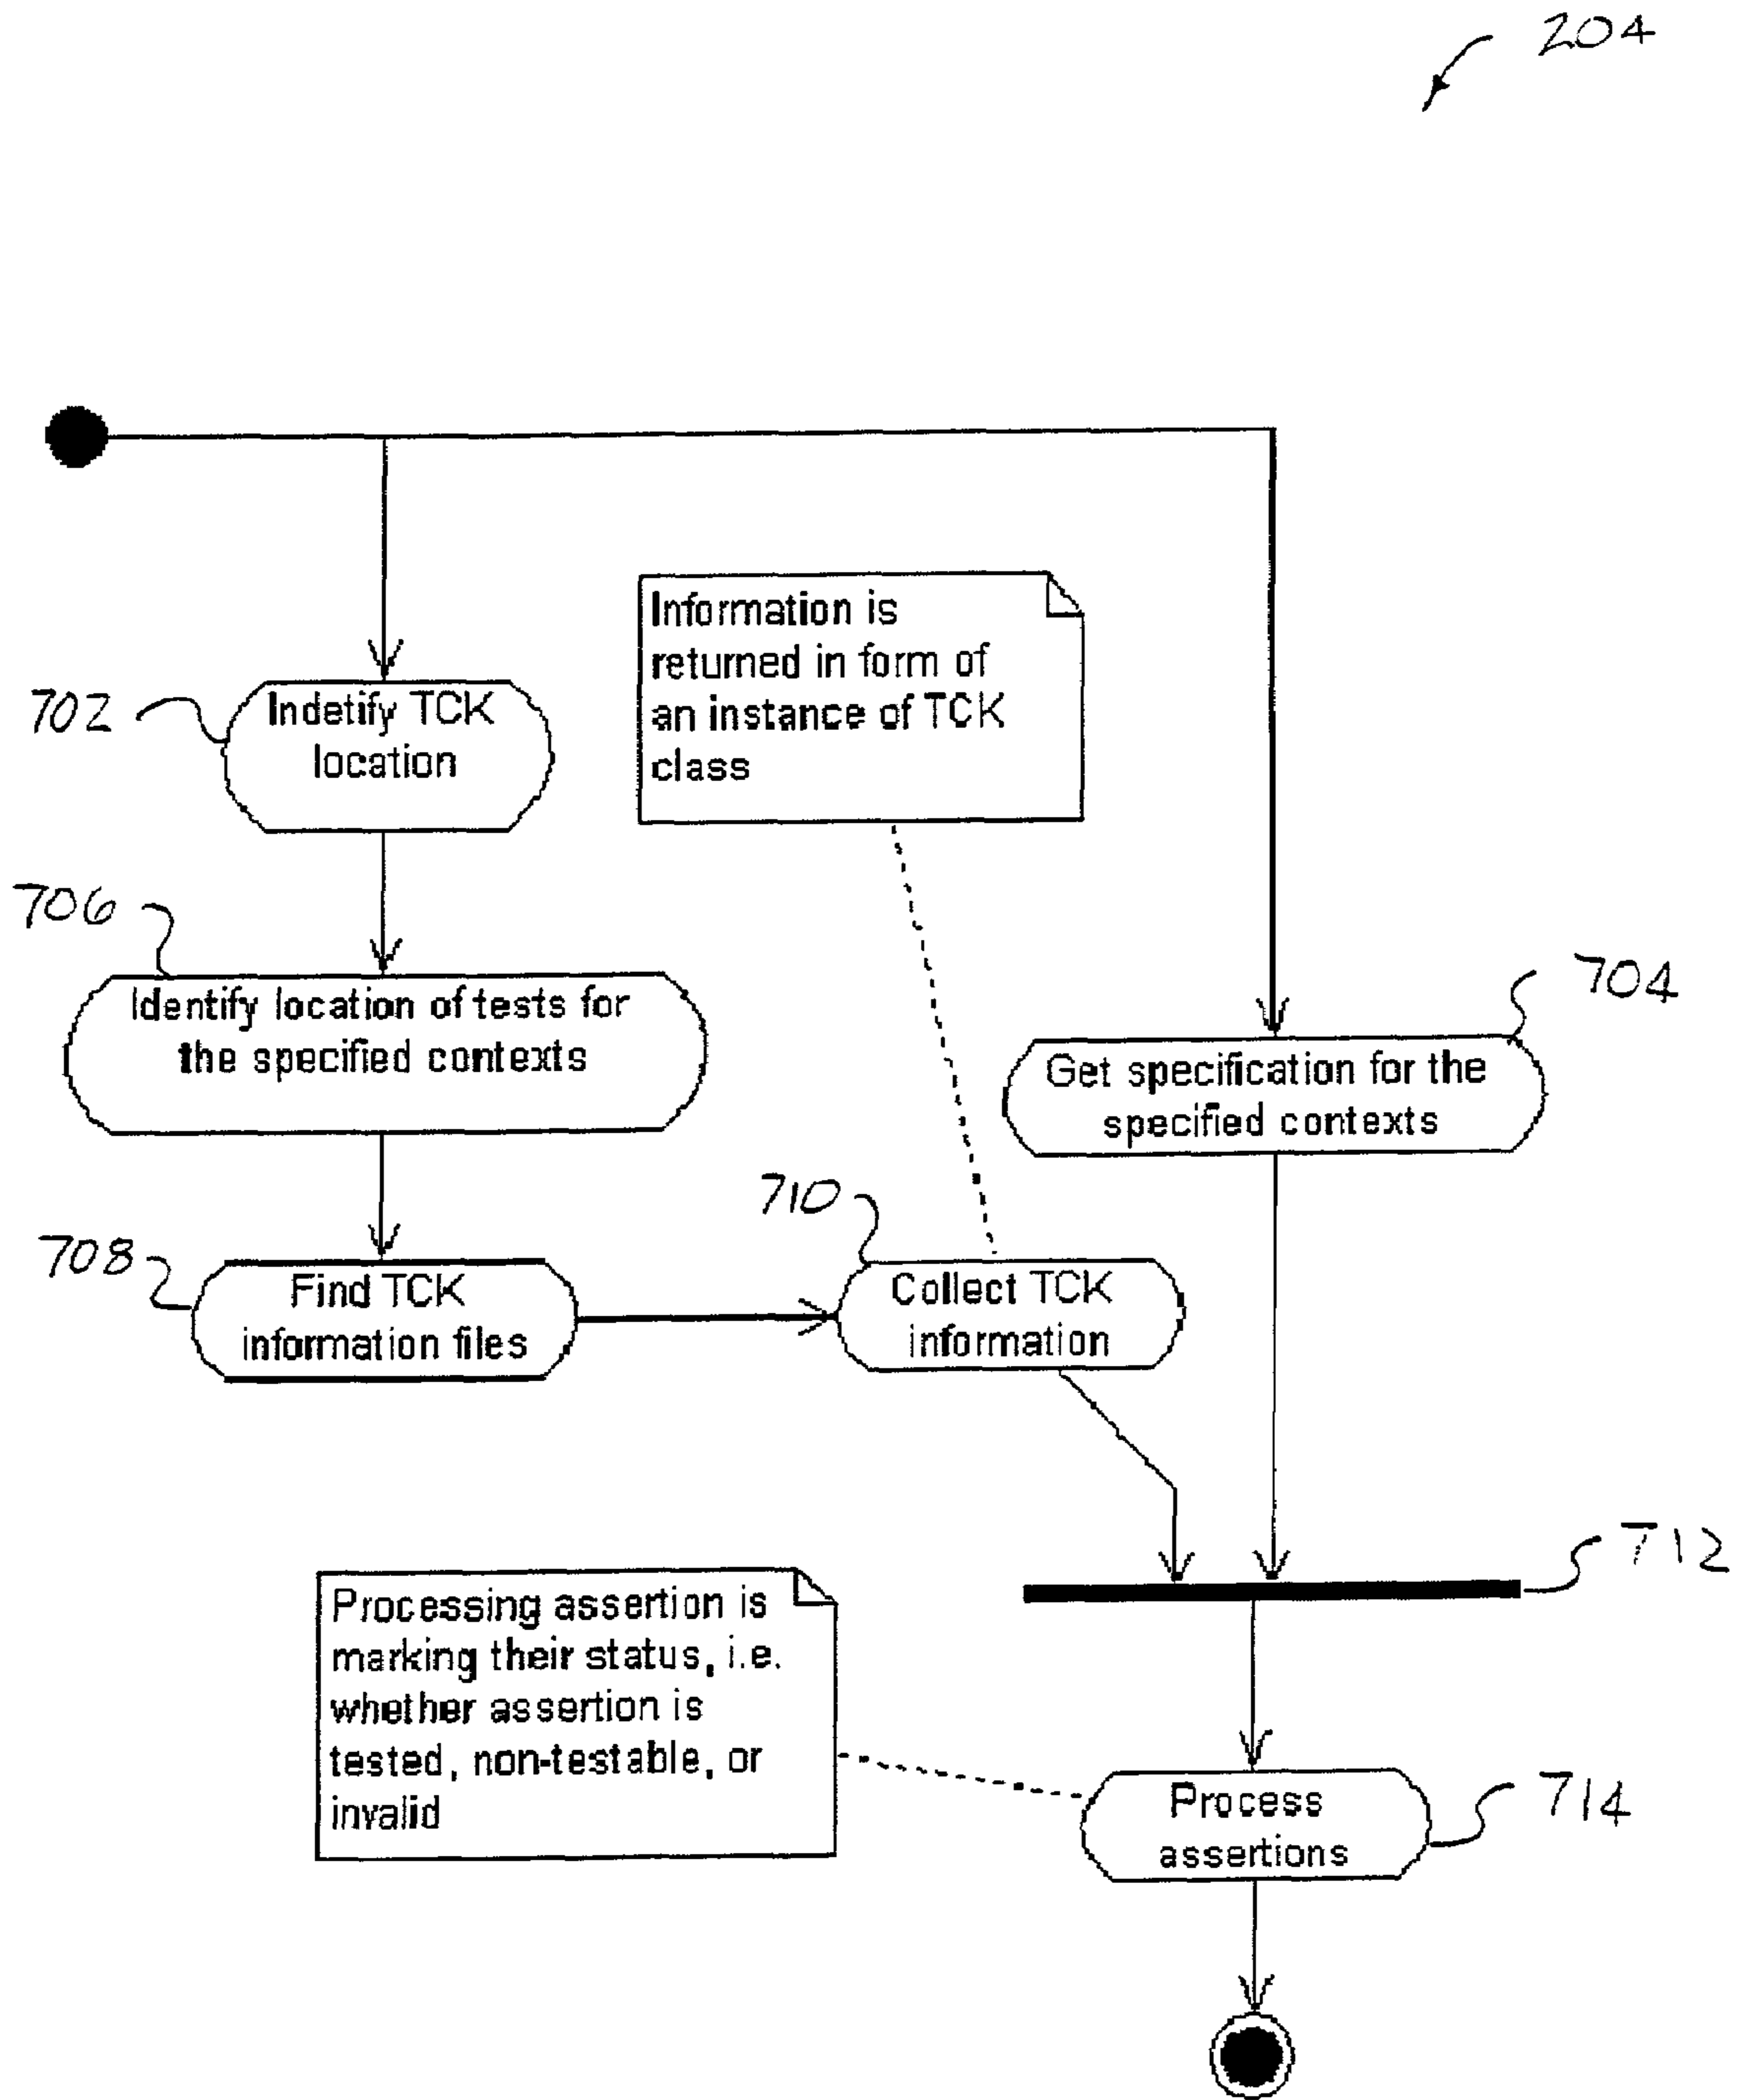 204
Information is
returned in form of
an instance of TCK
class
702
Indetify TCK
location
706
Identify location of tests for
the specified contexts
704
Get specification for the
specified contexts
710
708
Find TCK
information files
Collect TCK
information
712
Processing assertion is
marking their status, i.e.
whether assertion is
tested, non-testable, or
invalid
Process
assertions
714